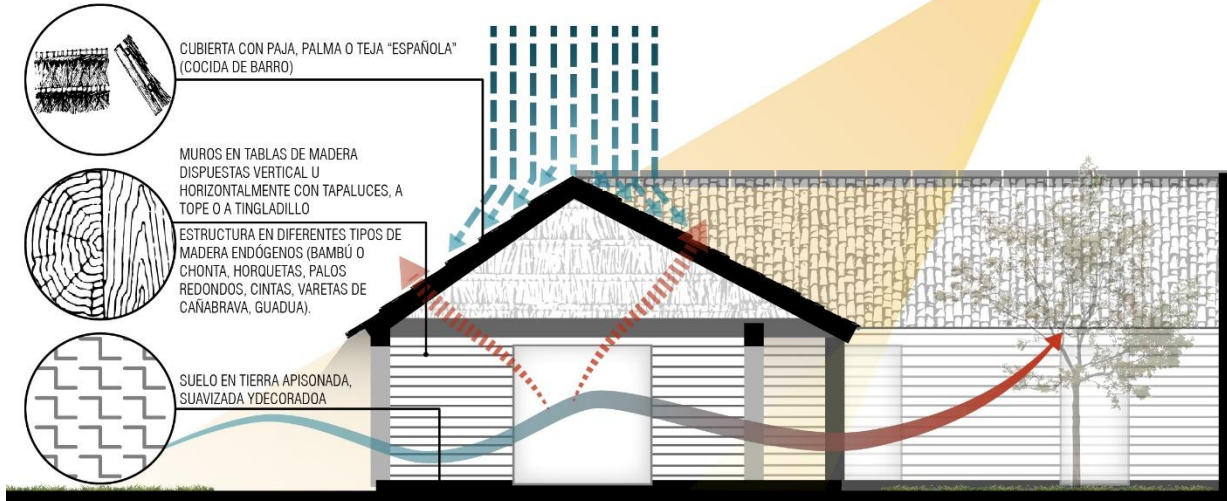 CUBIERTA CON PAJA, PALMA O TEJA “ESPAÑOLA”
(COCIDA DE BARRO)
MUROS EN TABLAS DE MADERA
DISPUESTAS VERTICAL U
HORIZONTALMENTE CON TAPALUCES, A
TOPE O A TINGLADILLO
ESTRUCTURA EN DIFERENTES TIPOS DE
MADERA ENDÓGENOS (BAMBÚ O
CHONTA, HORQUETAS, PALOS
REDONDOS, CINTAS, VARETAS DE
CAÑABRAVA, GUADUA).
SUELO EN TIERRA APISONADA,
SUAVIZADA YDECORADOA